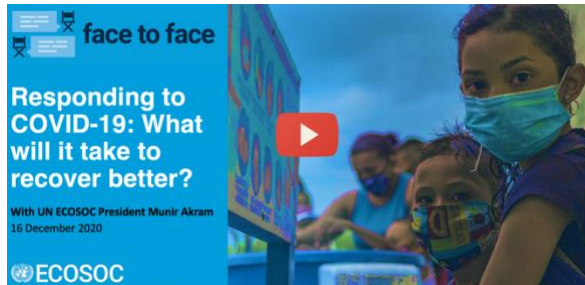 face to face
Responding to
COVID-19: What
will it take to
recover better?
With UN ECOSOC President Munir Akram
16 December 2020
ECOSOC